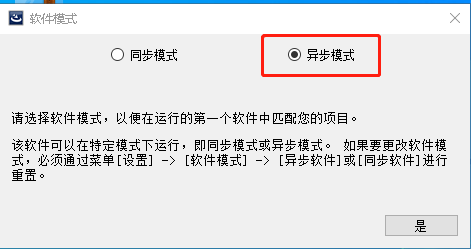 软件模式
同步模式 异步模式
请选择软件模式，以便在运行的第一个软件中匹配您的项目。
该软件可以在特定模式下运行，即同步模式或异步模式。 如果要更改软件模
式，必须通过菜单[设置] -> [软件模式] -> [异步软件]或[同步软件]进行
重置。
是